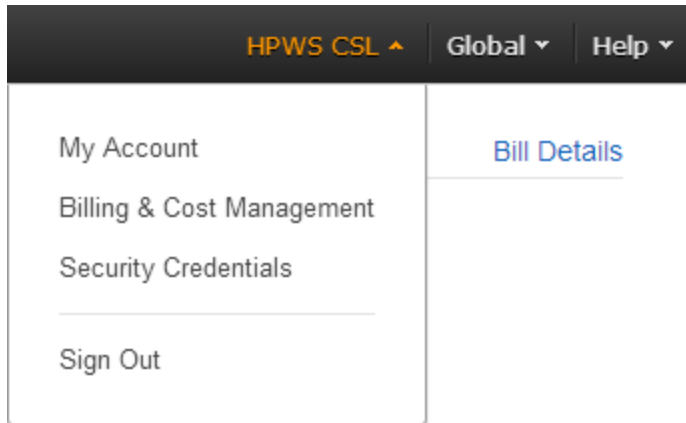 HPWS CSL Global Help
My Account
Bill Details
Billing & Cost Management
Security Credentials
Sign Out